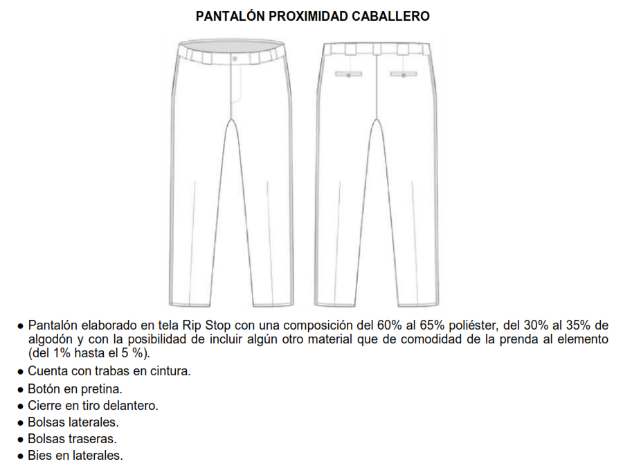 PANTALÓN PROXIMIDAD CABALLERO
● Pantalón elaborado en tela Rip Stop con una composición del 60% al 65% poliéster, del 30% al 35% de
algodón y con la posibilidad de incluir algún otro material que de comodidad de la prenda al elemento
(del 1% hasta el 5 %).
● Cuenta con trabas en cintura.
● Botón en pretina.
● Cierre en tiro delantero.
● Bolsas laterales.
● Bolsas traseras.
● Bies en laterales.